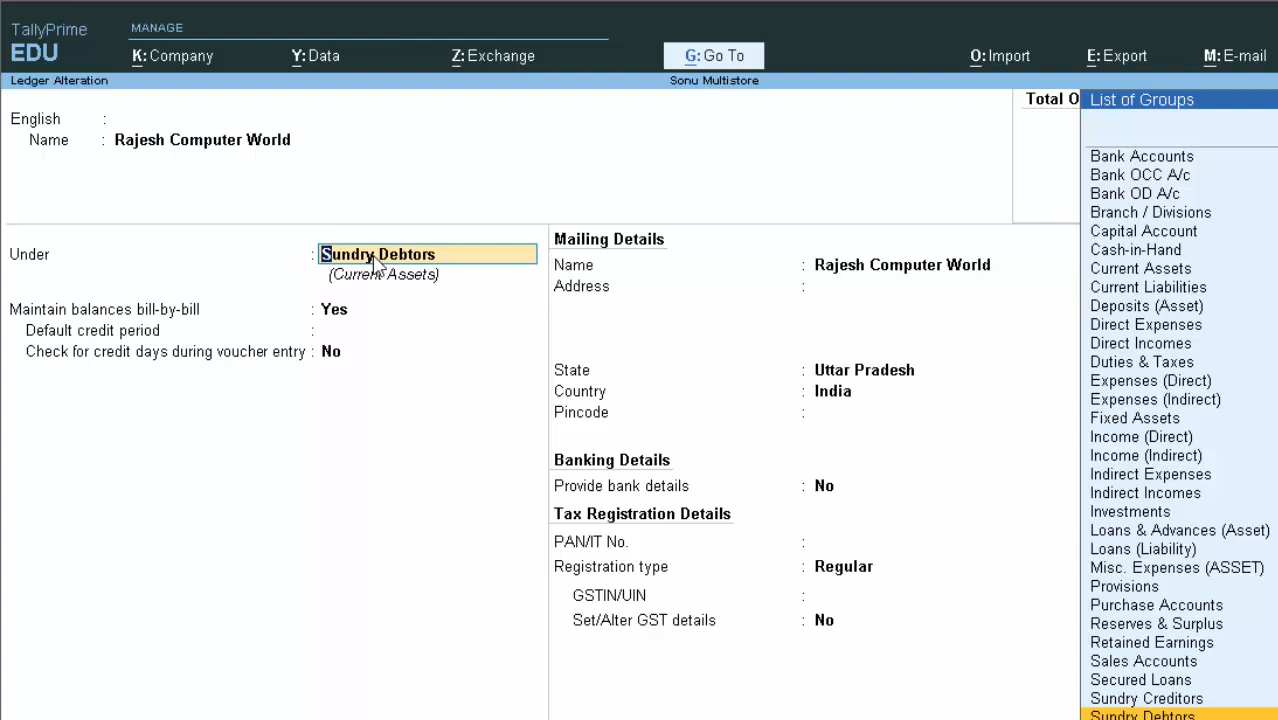 TallyPrime
EDU
MANAGE
K: Company
Y: Data
Z: Exchange
G: Go To
O: Import
E: Export
M: E-mail
Ledger Alteration
Sonu Multistore
English :
Name : Rajesh Computer World
Total O
Under : Sundry Debtors
(Current Assets)
Maintain balances bill-by-bill : Yes
Default credit period :
Check for credit days during voucher entry : No
Mailing Details
Name : Rajesh Computer World
Address :
State : Uttar Pradesh
Country : India
Pincode :
Banking Details
Provide bank details : No
Tax Registration Details
PAN/IT No. :
Registration type : Regular
GSTIN/UIN :
Set/Alter GST details : No
List of Groups
Bank Accounts
Bank OCC A/c
Bank OD A/c
Branch / Divisions
Capital Account
Cash-in-Hand
Current Assets
Current Liabilities
Deposits (Asset)
Direct Expenses
Direct Incomes
Duties & Taxes
Expenses (Direct)
Expenses (Indirect)
Fixed Assets
Income (Direct)
Income (Indirect)
Indirect Expenses
Indirect Incomes
Investments
Loans & Advances (Asset)
Loans (Liability)
Misc. Expenses (ASSET)
Provisions
Purchase Accounts
Reserves & Surplus
Retained Earnings
Sales Accounts
Secured Loans
Sundry Creditors
Sundry Debtors